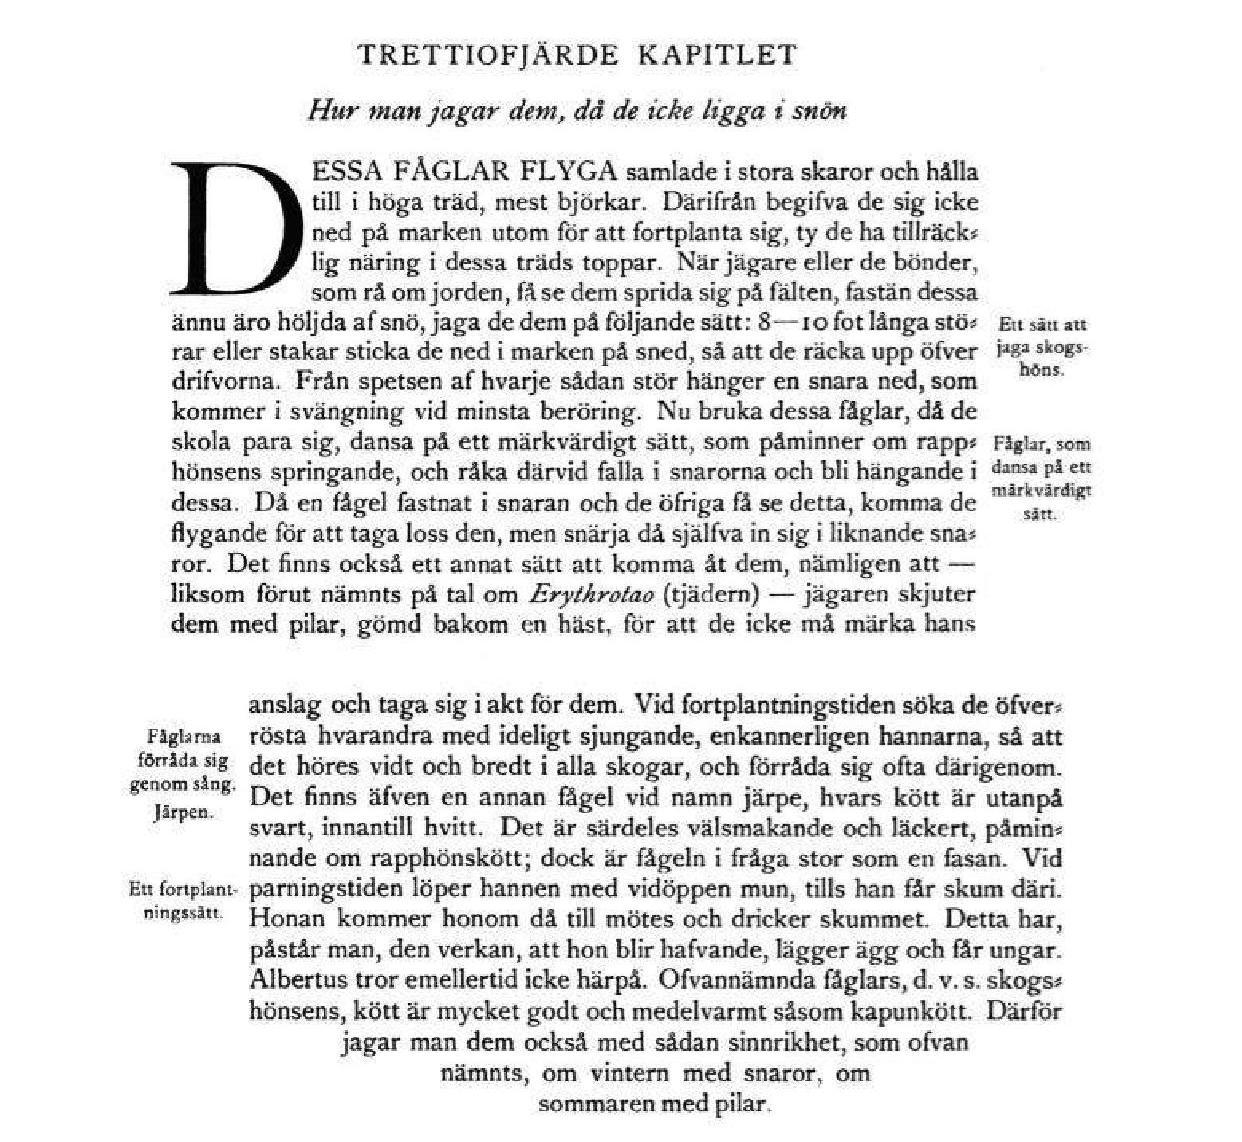 TRETTIOFJÄRDE KAPITLET
Hur man jagar dem, då de icke ligga i snön
DESSA FÅGLAR FLYGA samlade i stora skaror och hålla
till i höga träd, mest björkar. Därifrån begifva de sig icke
ned på marken utom för att fortplanta sig, ty de ha tillräck⸗
lig näring i dessa träds toppar. När jägare eller de bönder,
som rå om jorden, få se dem sprida sig på fälten, fastän dessa
ännu äro höljda af snö, jaga de dem på följande sätt: 8—10 fot långa stö⸗
rar eller stakar sticka de ned i marken på sned, så att de räcka upp öfver
drifvorna. Från spetsen af hvarje sådan stör hänger en snara ned, som
kommer i svängning vid minsta beröring. Nu bruka dessa fåglar, då de
skola para sig, dansa på ett märkvärdigt sätt, som påminner om rapp⸗
hönsens springande, och råka därvid falla i snarorna och bli hängande i
dessa. Då en fågel fastnat i snaran och de öfriga få se detta, komma de
flygande för att taga loss den, men snärja då själfva in sig i liknande sna⸗
ror. Det finns också ett annat sätt att komma åt dem, nämligen att —
liksom förut nämnts på tal om Erythrotao (tjädern) — jägaren skjuter
dem med pilar, gömd bakom en häst, för att de icke må märka hans
Ett sätt att
jaga skogs-
höns.
Fåglar, som
dansa på ett
märkvärdigt
sätt.
anslag och taga sig i akt för dem. Vid fortplantningstiden söka de öfver⸗
rösta hvarandra med ideligt sjungande, enkannerligen hannarna, så att
det höres vidt och bredt i alla skogar, och förråda sig ofta därigenom.
Det finns äfven en annan fågel vid namn järpe, hvars kött är utanpå
svart, innantill hvitt. Det är särdeles välsmakande och läckert, påmin⸗
nande om rapphönskött; dock är fågeln i fråga stor som en fasan. Vid
parningstiden löper hannen med vidöppen mun, tills han får skum däri.
Honan kommer honom då till mötes och dricker skummet. Detta har,
påstår man, den verkan, att hon blir hafvande, lägger ägg och får ungar.
Albertus tror emellertid icke härpå. Ofvannämnda fåglars, d. v. s. skogs⸗
hönsens, kött är mycket godt och medelvarmt såsom kapunkött. Därför
jagar man dem också med sådan sinnrikhet, som ofvan
nämnts, om vintern med snaror, om
sommaren med pilar.
Fåglarna
förråda sig
genom sång.
Järpen.
Ett fortplant-
ningssätt.